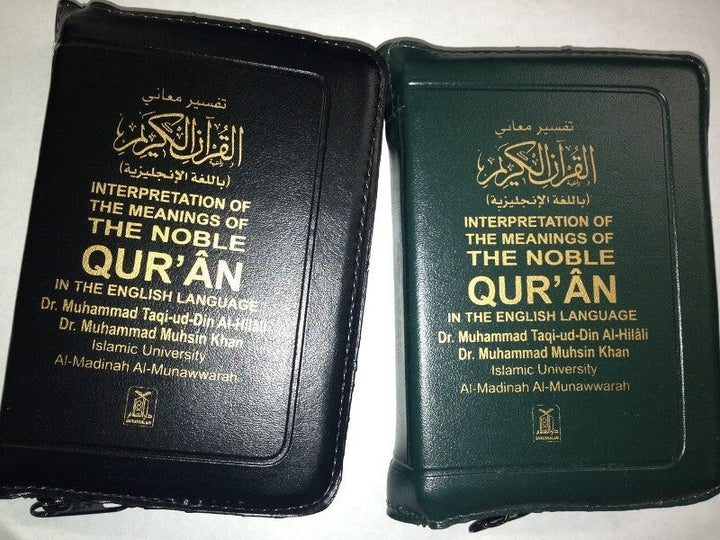 تفسير معاني
القرآن الكريم
(باللغة الإنجليزية)
INTERPRETATION OF
THE MEANINGS OF
THE NOBLE
QUR'ÂN
IN THE ENGLISH LANGUAGE
Dr. Muhammad Taqi-ud-Din Al-Hilâli
Dr. Muhammad Muhsin Khan
Islamic University
Al-Madinah Al-Munawwarah
DARUSSALAM
تفسير معاني
القرآن الكريم
(باللغة الإنجليزية)
INTERPRETATION OF
THE MEANINGS OF
THE NOBLE
QUR'ÂN
IN THE ENGLISH LANGUAGE
Dr. Muhammad Taqi-ud-Din Al-Hilâli
Dr. Muhammad Muhsin Khan
Islamic University
Al-Madinah Al-Munawwarah
DARUSSALAM